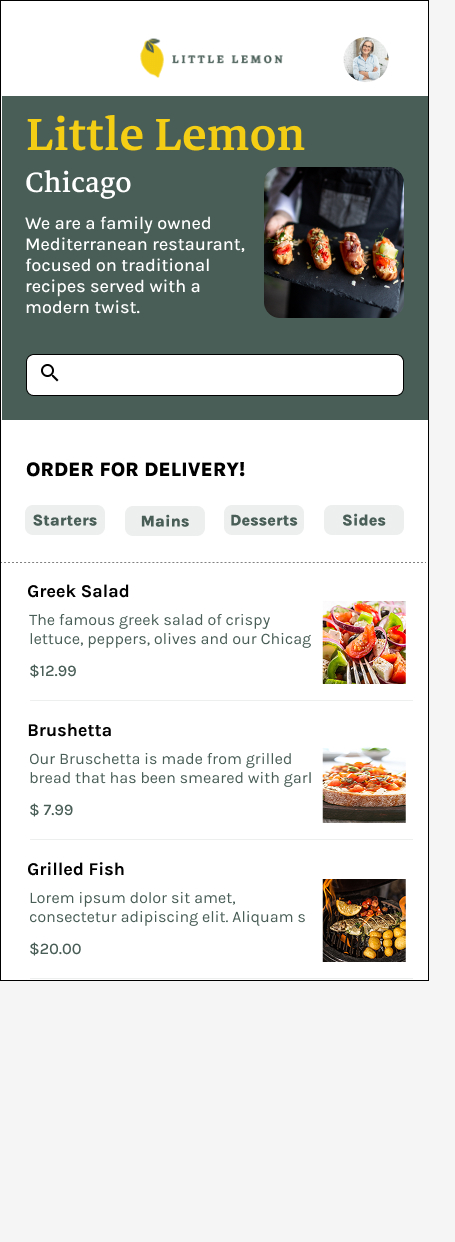 LITTLE LEMON
Little Lemon
Chicago
We are a family owned
Mediterranean restaurant,
focused on traditional
recipes served with a
modern twist.
ORDER FOR DELIVERY!
Starters Mains Desserts Sides
Greek Salad
The famous greek salad of crispy
lettuce, peppers, olives and our Chicag
$12.99
Brushetta
Our Bruschetta is made from grilled
bread that has been smeared with garl
$ 7.99
Grilled Fish
Lorem ipsum dolor sit amet,
consectetur adipiscing elit. Aliquam s
$20.00